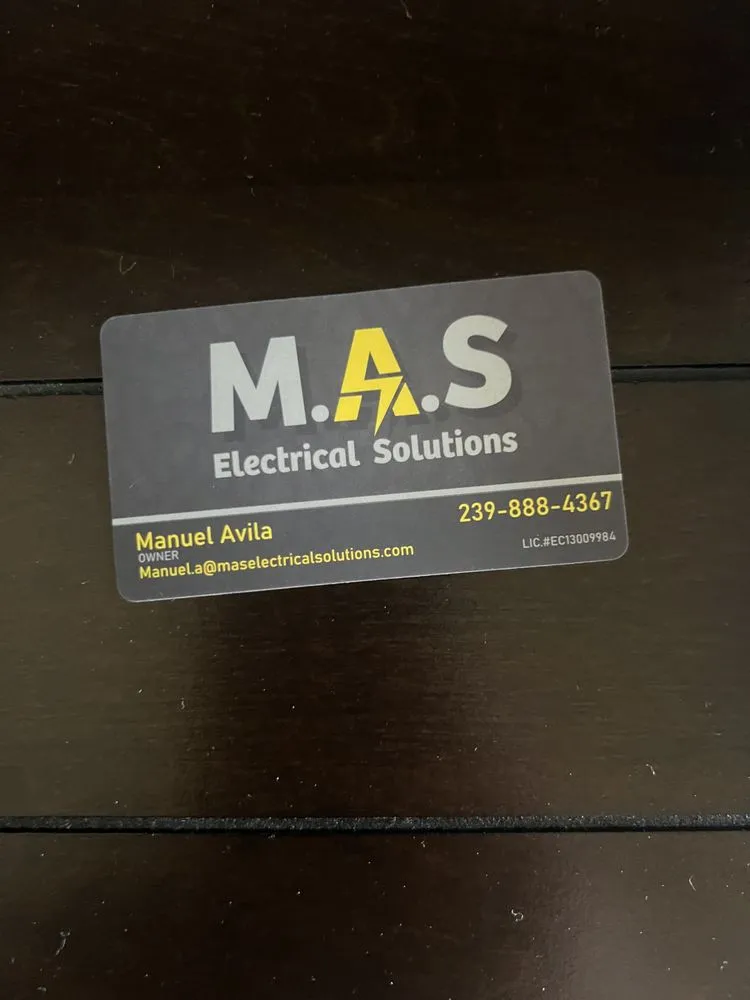 M.A.S
Electrical Solutions
Manuel Avila
OWNER
Manuel.a@maselectricalsolutions.com
239-888-4367
LIC.#EC13009984